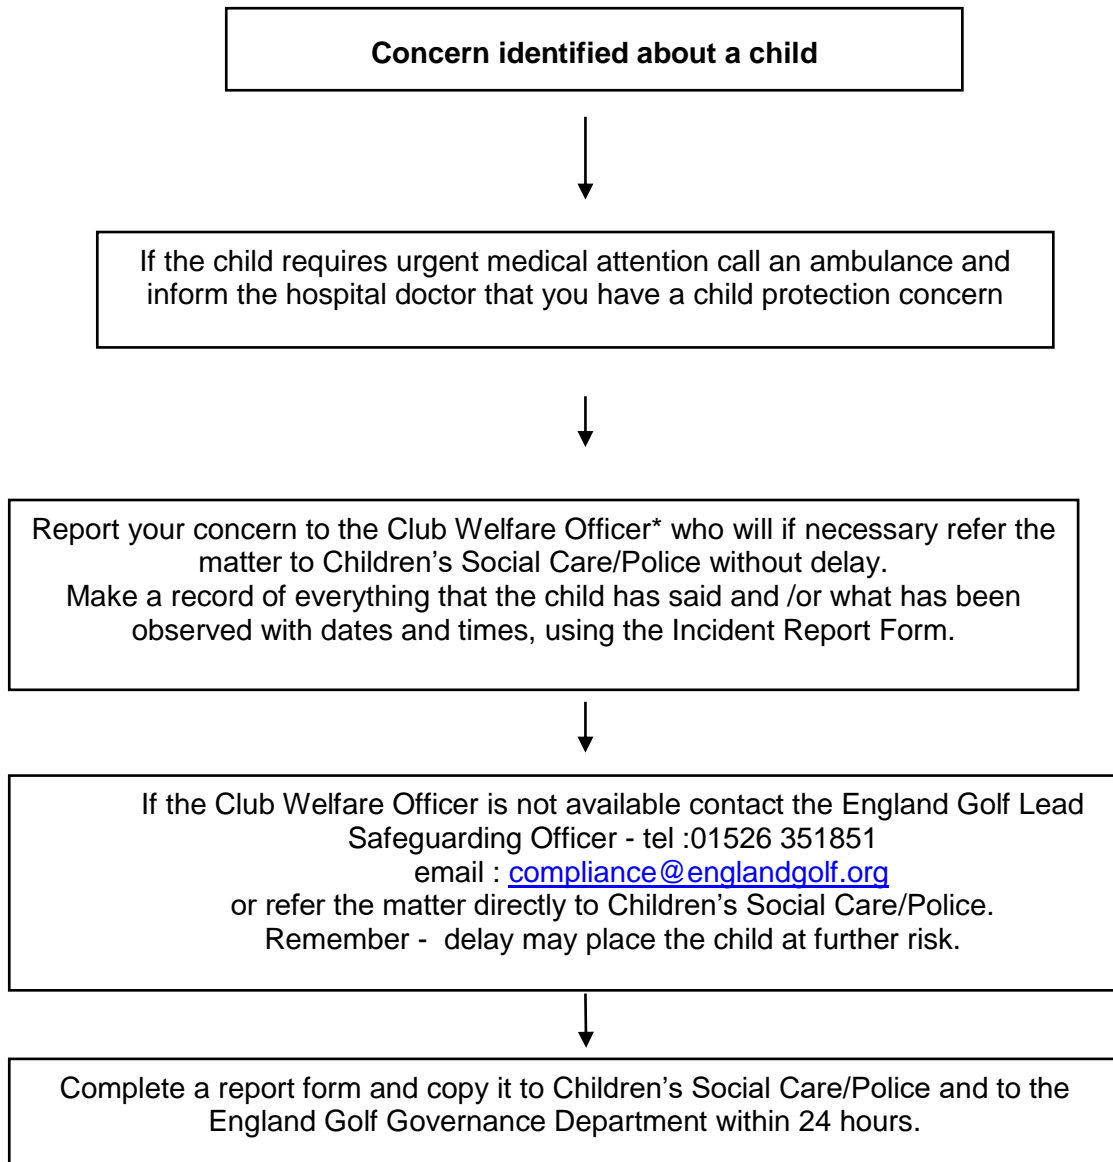 Concern identified about a child
If the child requires urgent medical attention call an ambulance and
inform the hospital doctor that you have a child protection concern
Report your concern to the Club Welfare Officer* who will if necessary refer the
matter to Children’s Social Care/Police without delay.
Make a record of everything that the child has said and /or what has been
observed with dates and times, using the Incident Report Form.
If the Club Welfare Officer is not available contact the England Golf Lead
Safeguarding Officer - tel :01526 351851
email : compliance@englandgolf.org
or refer the matter directly to Children’s Social Care/Police.
Remember -  delay may place the child at further risk.
Complete a report form and copy it to Children’s Social Care/Police and to the
England Golf Governance Department within 24 hours.